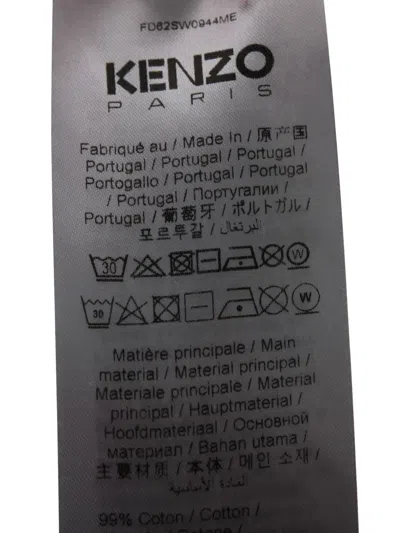 FD62SW0944ME
KENZO
PARIS
Fabriqué au / Made In / 原产国
Portugal / Portugal / Portugal /
Portogallo / Portugal / Portugal
/ Portugal / Португалии /
Portugal / 葡萄牙 / ポルトガル /
포르투갈 / البرتغال /
30 W
30 W
Matière principale / Main
material / Material principal /
Materiale principale / Material
principal / Hauptmaterial /
Hoofdmateriaal / Основной
материал / Bahan utama /
主要材质 / 本体 / 메인 소재 /
المادة الأساسية /
99% Coton / Cotton /